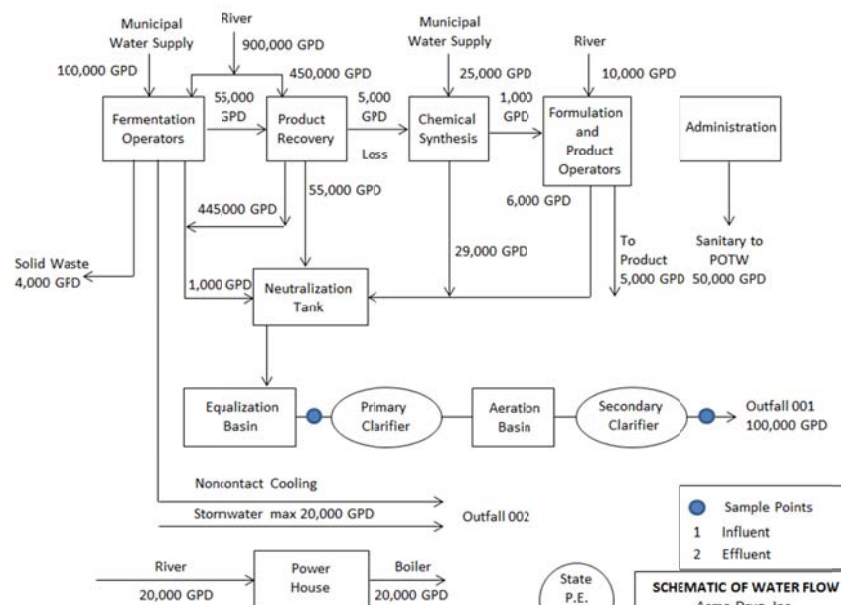 Municipal
Water Supply
100,000 GPD
River
900,000 GPD
450,000 GPD
Municipal
Water Supply
25,000 GPD
River
10,000 GPD
Fermentation
Operators
55,000
GPD
Product
Recovery
5,000
GPD
Loss
Chemical
Synthesis
1,000
GPD
Formulation
and
Product
Operators
Administration
445,000 GPD
55,000 GPD
29,000 GPD
6,000 GPD
To
Product
5,000 GPD
Sanitary to
POTW
50,000 GPD
Solid Waste
4,000 GPD
1,000 GPD
Neutralization
Tank
Equalization
Basin
Primary
Clarifier
Aeration
Basin
Secondary
Clarifier
Outfall 001
100,000 GPD
Noncontact Cooling
Stormwater max 20,000 GPD
Outfall 002
Sample Points
1 Influent
2 Effluent
River
20,000 GPD
Power
House
Boiler
20,000 GPD
State
P.E.
SCHEMATIC OF WATER FLOW